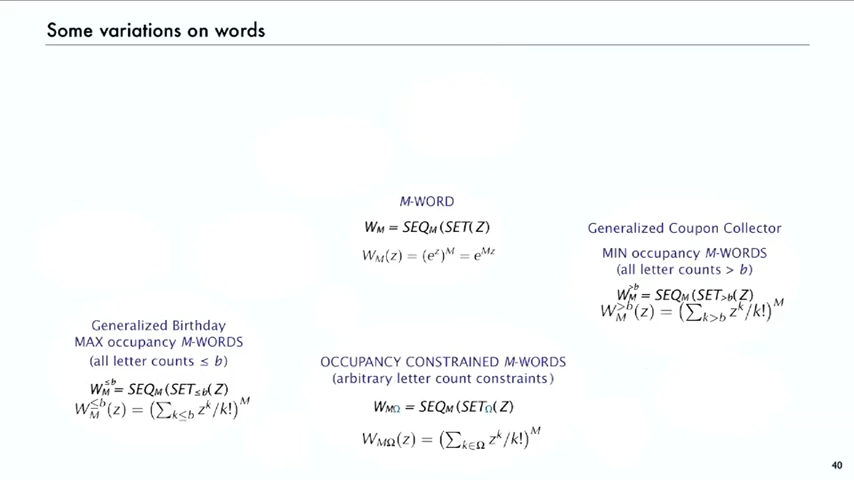 Some variations on words
M-WORD
W_M = SEQ_M (SET(Z)
W_M(z) = (e^z)^M = e^{Mz}
Generalized Coupon Collector
MIN occupancy M-WORDS
(all letter counts > b)
W_M^{>b} = SEQ_M (SET_{>b}(Z)
W_M^{>b}(z) = (∑_{k>b} z^k/k!)^M
Generalized Birthday
MAX occupancy M-WORDS
(all letter counts ≤ b)
W_M^{≤b} = SEQ_M (SET_{≤b}(Z)
W_M^{≤b}(z) = (∑_{k≤b} z^k/k!)^M
OCCUPANCY CONSTRAINED M-WORDS
(arbitrary letter count constraints)
W_{MΩ} = SEQ_M (SET_Ω(Z)
W_{MΩ}(z) = (∑_{k∈Ω} z^k/k!)^M
40